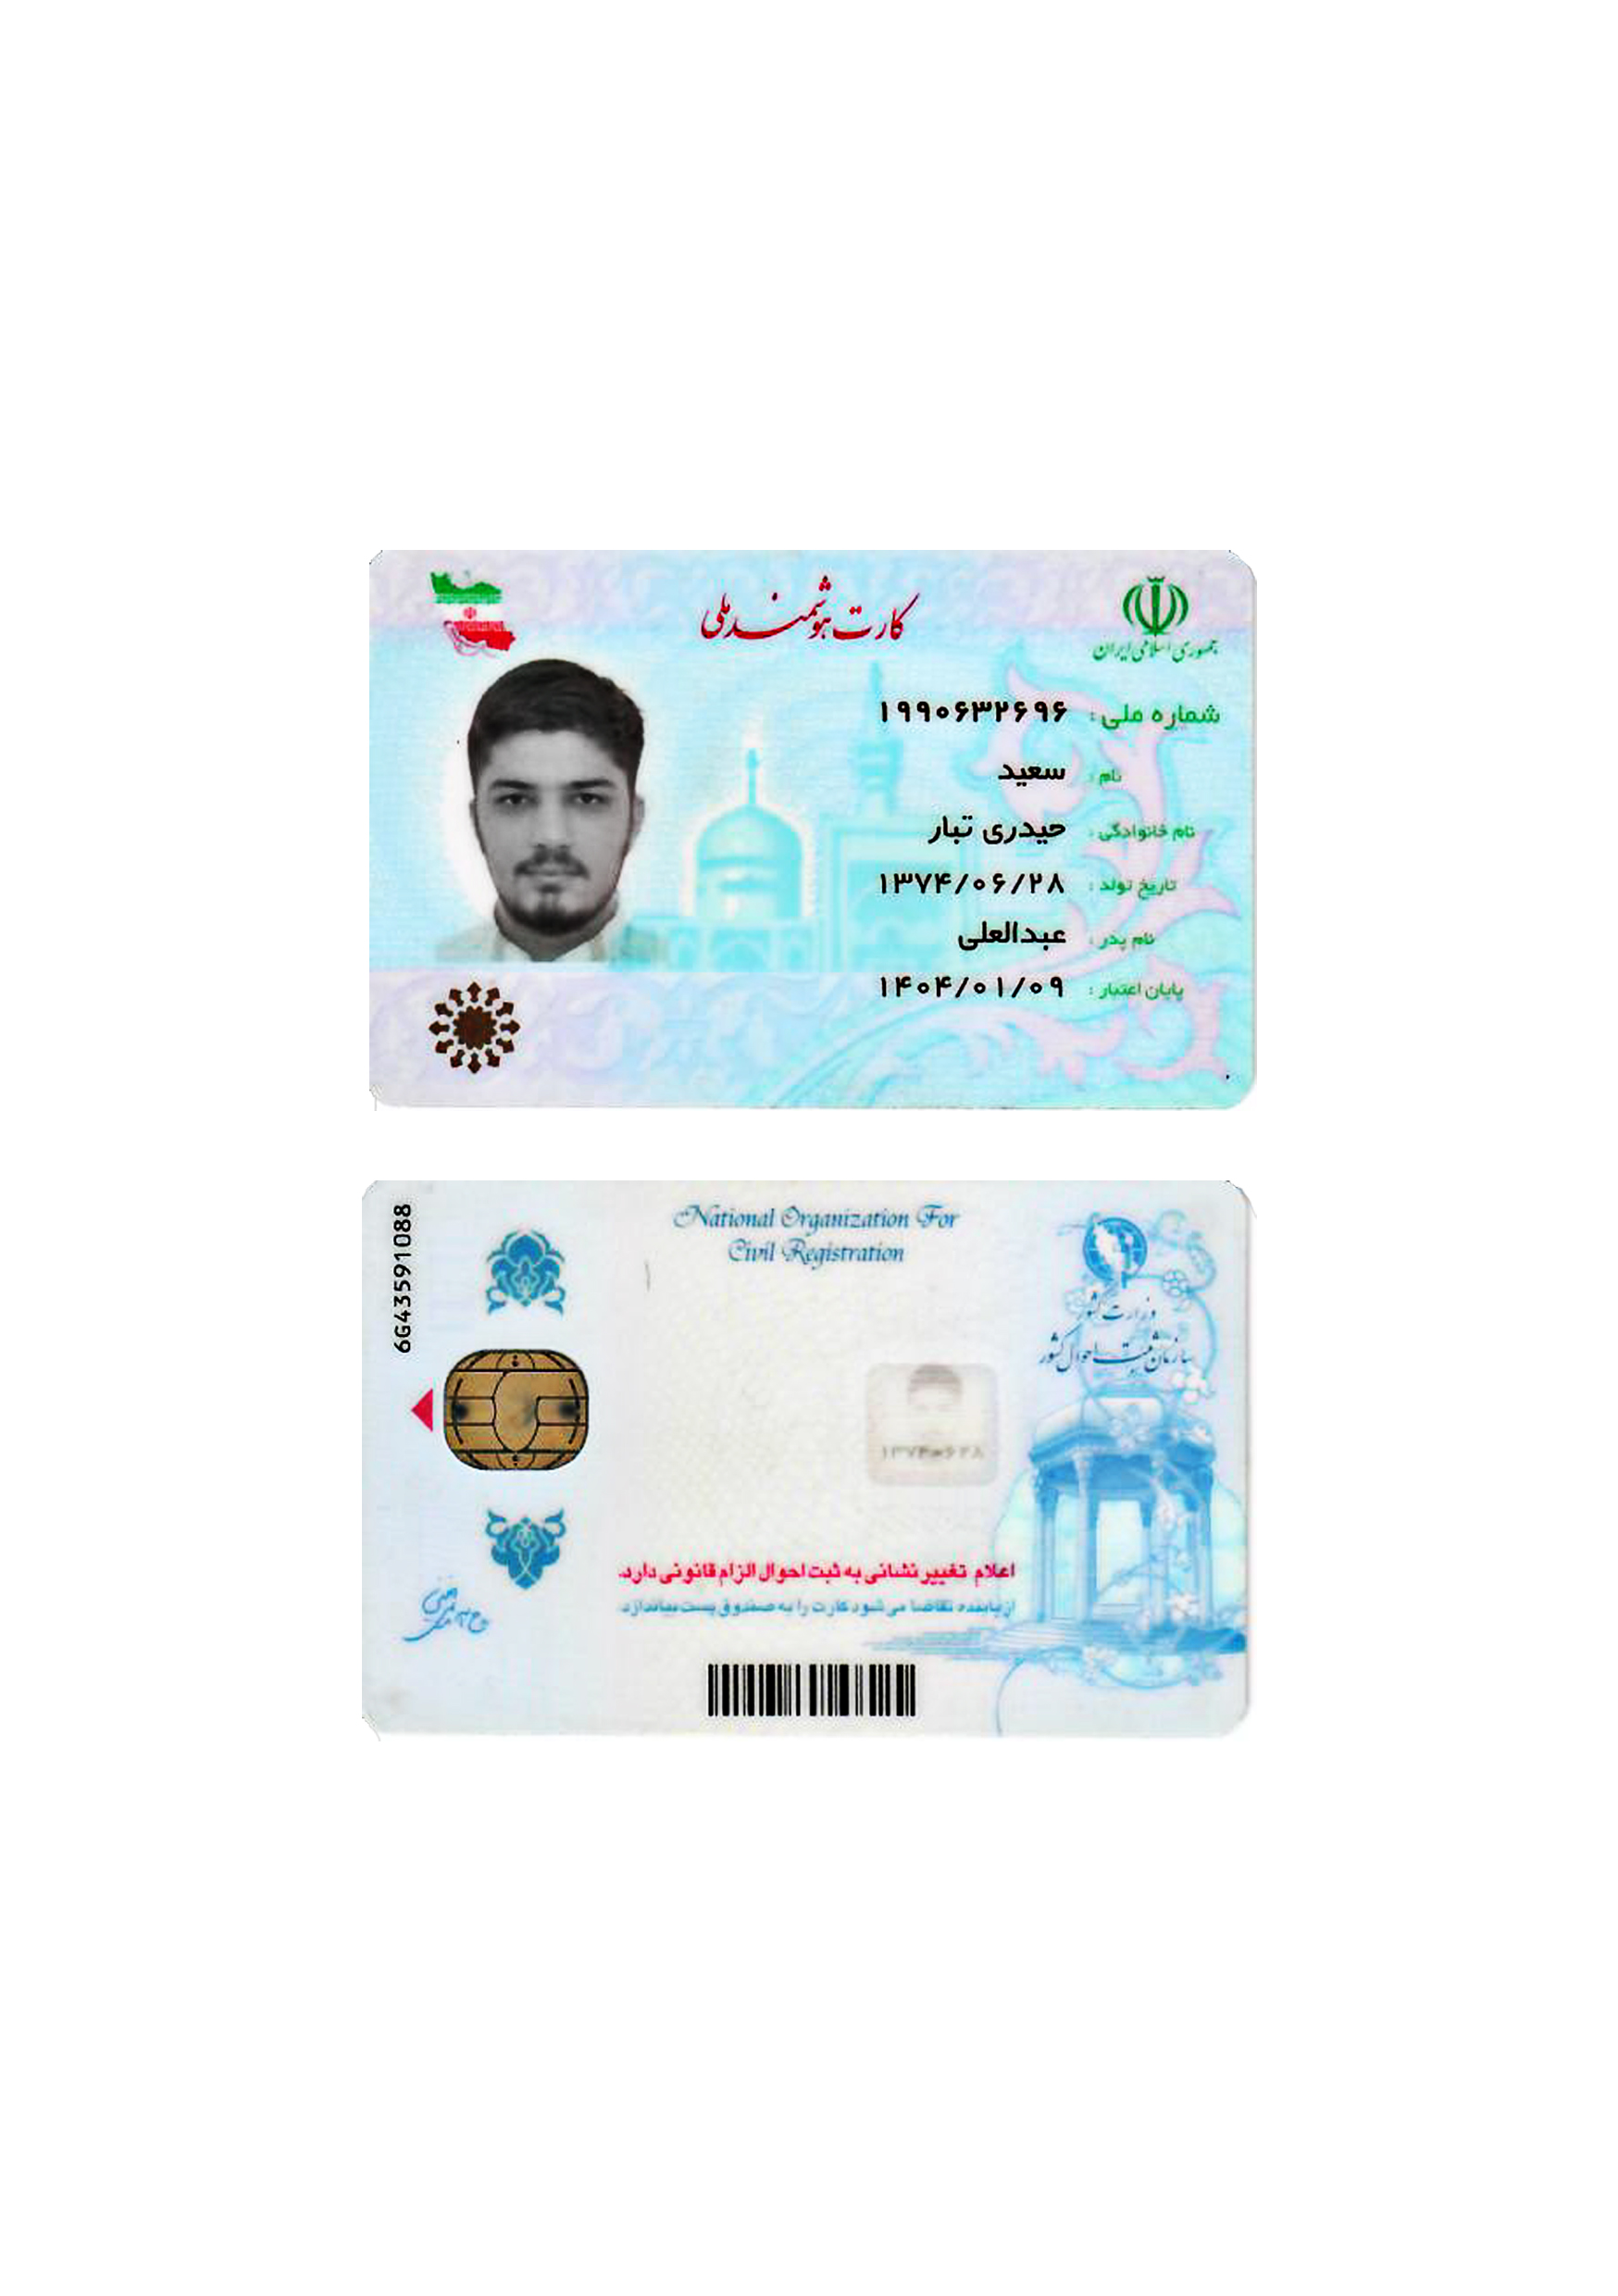 کارت هوشمند ملی
جمهوری اسلامی ایران
شماره ملی : ۱۹۹۰۶۳۲۶۹۶
نام : سعید
نام خانوادگی : حیدری تبار
تاریخ تولد : ۱۳۷۴/۰۶/۲۸
نام پدر : عبدالعلی
پایان اعتبار : ۱۴۰۴/۰۱/۰۹
6G43591088
National Organization For
Civil Registration
وزارت کشور
سازمان ثبت احوال کشور
۱۳۷۴۰۶۲۸
اعلام تغییر نشانی به ثبت احوال الزام قانونی دارد.
از یابنده تقاضا می شود کارت را به صندوق پست بیاندازد.